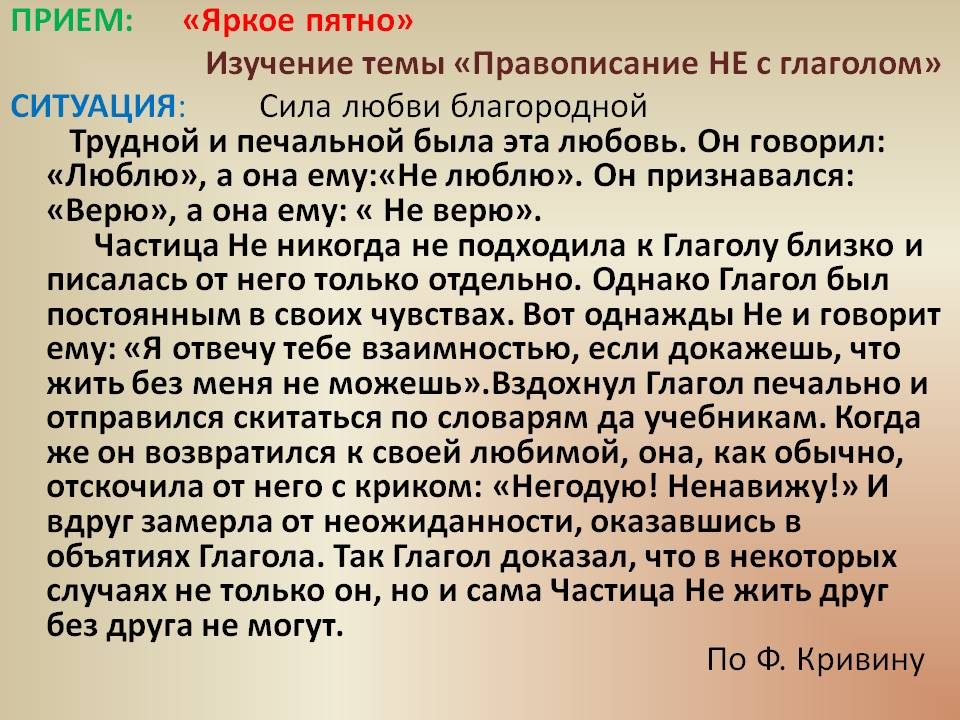 ПРИЕМ: «Яркое пятно»
Изучение темы «Правописание НЕ с глаголом»
СИТУАЦИЯ: Сила любви благородной
Трудной и печальной была эта любовь. Он говорил:
«Люблю», а она ему:«Не люблю». Он признавался:
«Верю», а она ему: « Не верю».
Частица Не никогда не подходила к Глаголу близко и
писалась от него только отдельно. Однако Глагол был
постоянным в своих чувствах. Вот однажды Не и говорит
ему: «Я отвечу тебе взаимностью, если докажешь, что
жить без меня не можешь».Вздохнул Глагол печально и
отправился скитаться по словарям да учебникам. Когда
же он возвратился к своей любимой, она, как обычно,
отскочила от него с криком: «Негодую! Ненавижу!» И
вдруг замерла от неожиданности, оказавшись в
объятиях Глагола. Так Глагол доказал, что в некоторых
случаях не только он, но и сама Частица Не жить друг
без друга не могут.
По Ф. Кривину